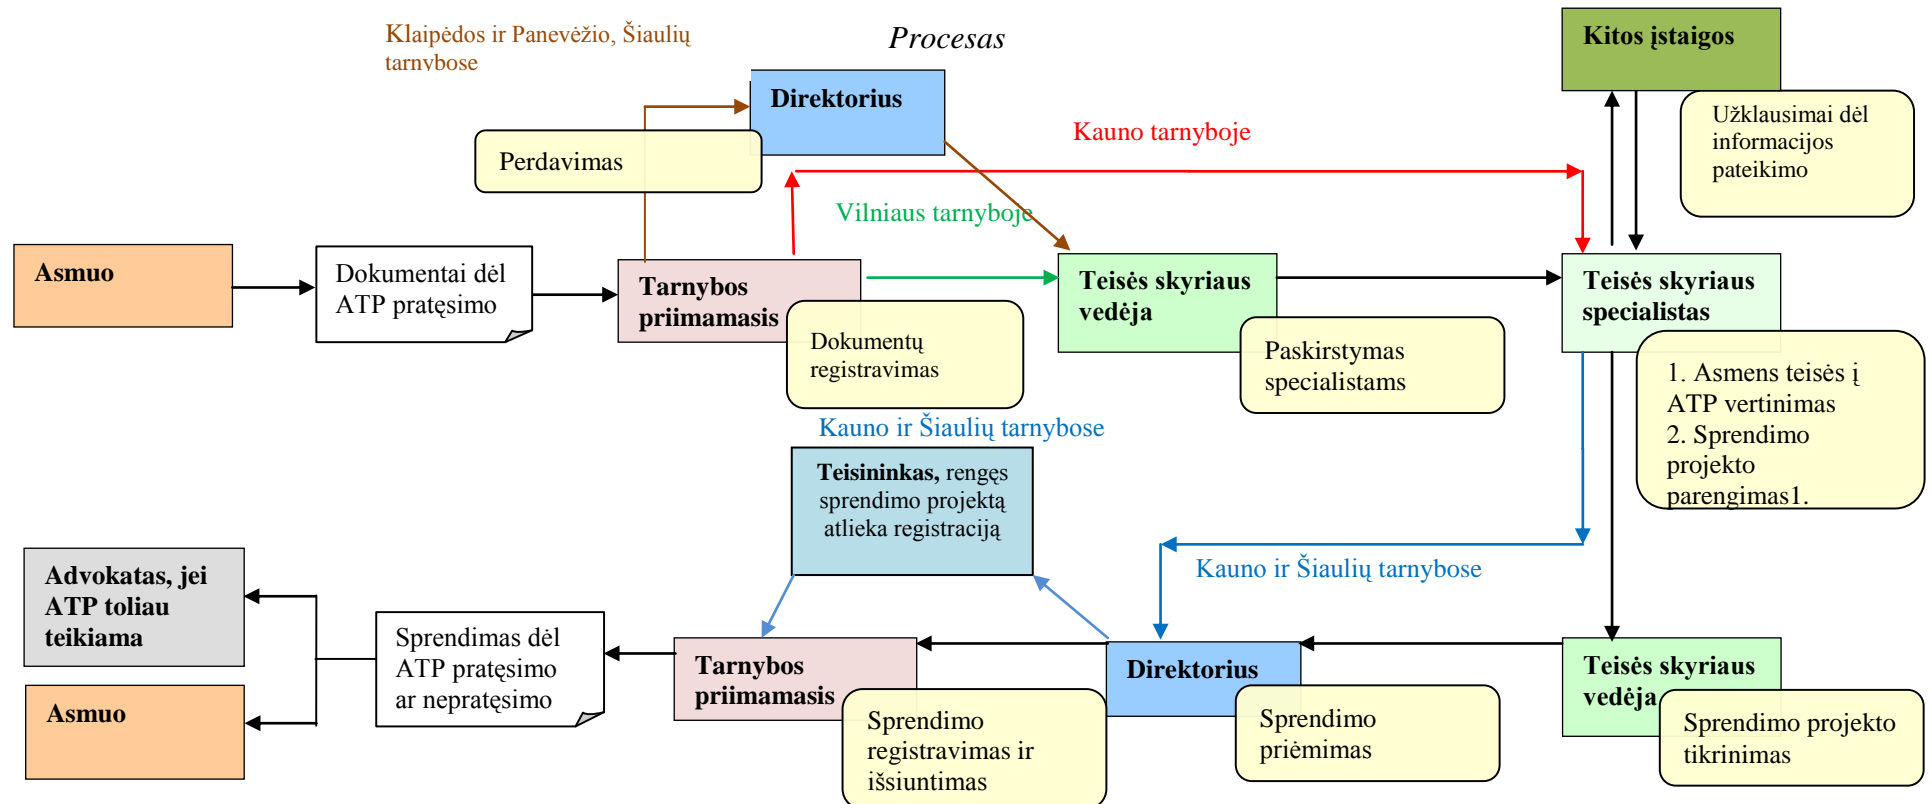 Klaipėdos ir Panevėžio, Šiaulių
tarnybose
Procesas
Kitos įstaigos
Direktorius
Užklausimai dėl
informacijos
pateikimo
Kauno tarnyboje
Perdavimas
Vilniaus tarnyboje
Asmuo
Dokumentai dėl
ATP pratęsimo
Tarnybos
priimamasis
Dokumentų
registravimas
Teisės skyriaus
vedėja
Paskirstymas
specialistams
Teisės skyriaus
specialistas
1. Asmens teisės į
ATP vertinimas
2. Sprendimo
projekto
parengimas1.
Kauno ir Šiaulių tarnybose
Teisininkas, rengęs
sprendimo projektą
atlieka registraciją
Kauno ir Šiaulių tarnybose
Advokatas, jei
ATP toliau
teikiama
Asmuo
Sprendimas dėl
ATP pratęsimo
ar nepratęsimo
Tarnybos
priimamasis
Sprendimo
registravimas ir
išsiuntimas
Direktorius
Sprendimo
priėmimas
Teisės skyriaus
vedėja
Sprendimo projekto
tikrinimas